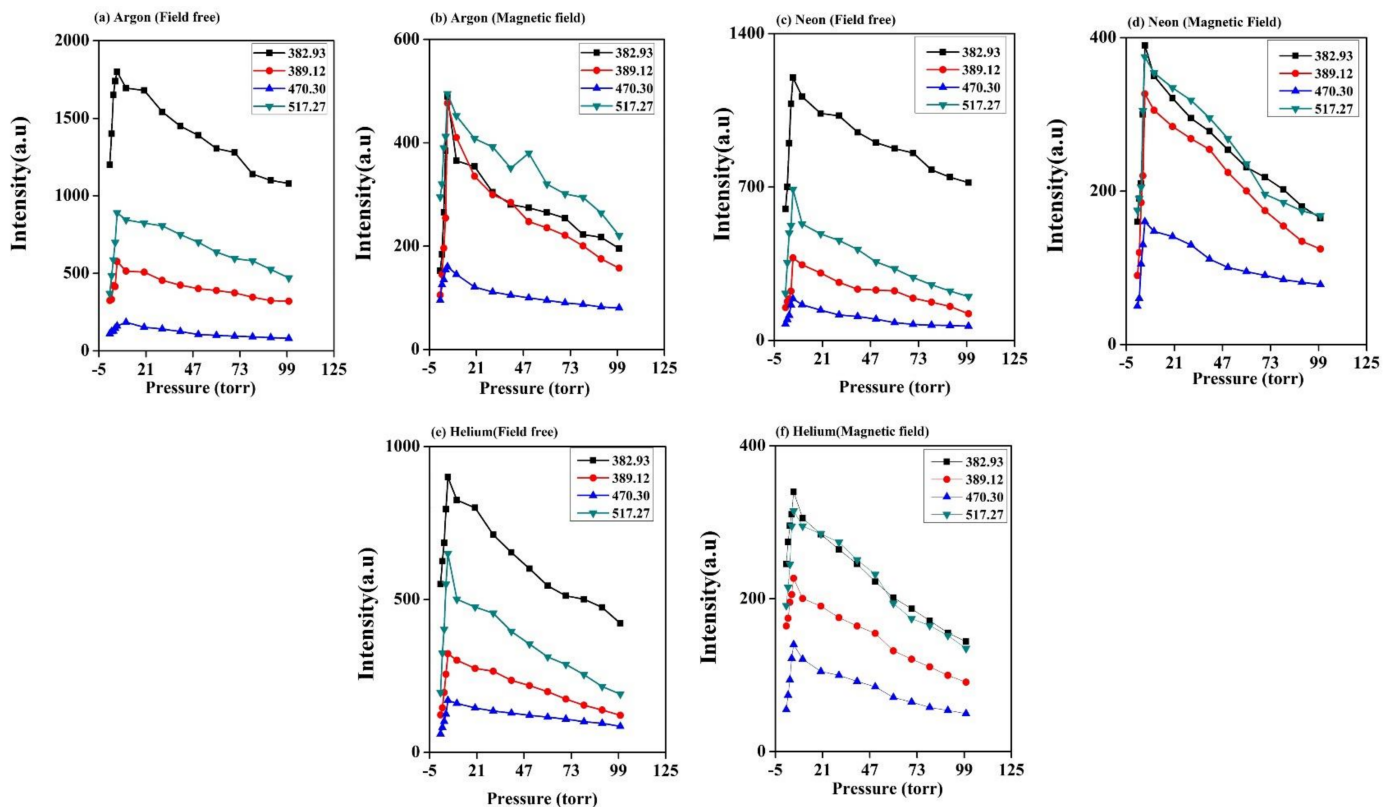 (a) Argon (Field free)
2000
1500
1000
500
0
Intensity(a.u)
-5 21 47 73 99 125
Pressure (torr)
382.93
389.12
470.30
517.27
(b) Argon (Magnetic field)
600
400
200
0
Intensity(a.u)
-5 21 47 73 99 125
Pressure (torr)
382.93
389.12
470.30
517.27
(c) Neon (Field free)
1400
700
0
Intensity(a.u)
-5 21 47 73 99 125
Pressure (torr)
382.93
389.12
470.30
517.27
(d) Neon (Magnetic Field)
400
200
0
Intensity(a.u)
-5 21 47 73 99 125
Pressure (torr)
382.93
389.12
470.30
517.27
(e) Helium(Field free)
1000
500
0
Intensity(a.u)
-5 21 47 73 99 125
Pressure (torr)
382.93
389.12
470.30
517.27
(f) Helium(Magnetic field)
400
200
0
Intensity(a.u)
-5 21 47 73 99 125
Pressure (torr)
382.93
389.12
470.30
517.27